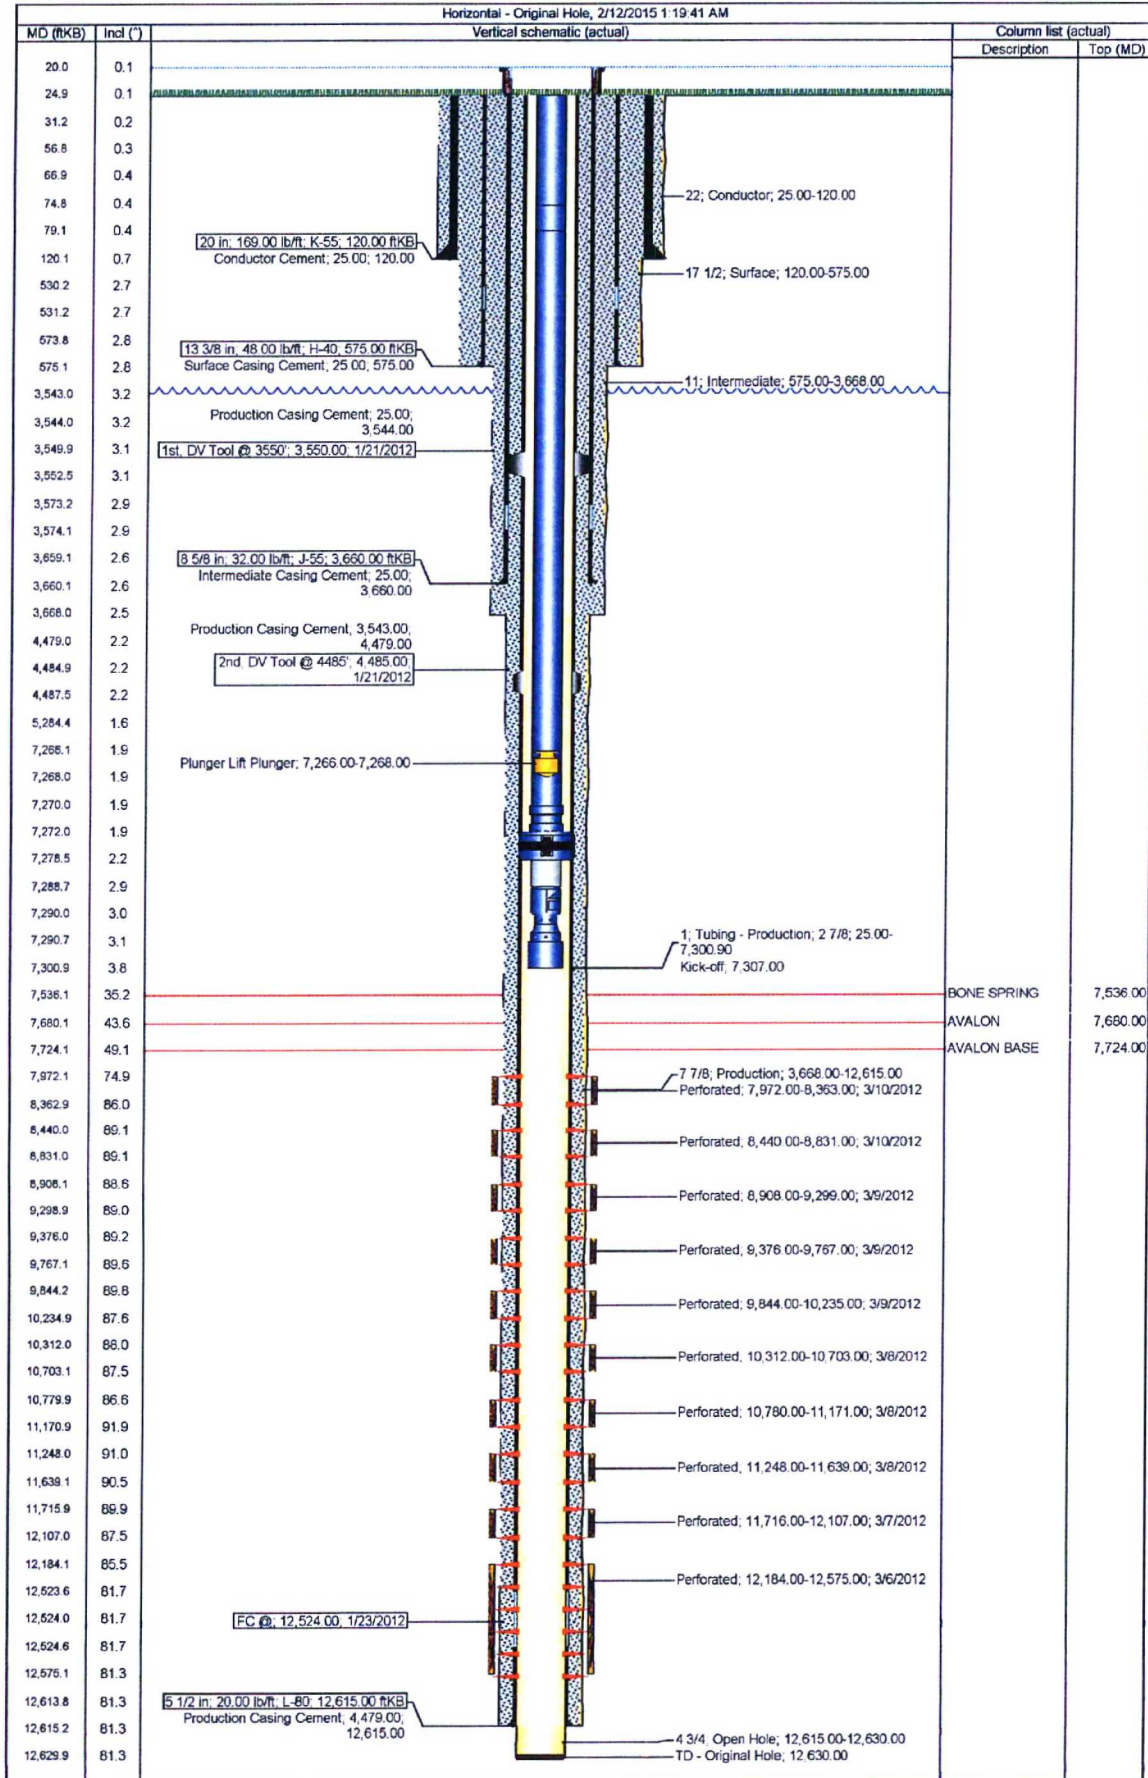 Horizontal - Original Hole, 2/12/2015 1:19:41 AM
MD (ftKB) Incl (°) Vertical schematic (actual) Column list (actual)
Description Top (MD)
20.0 0.1
24.9 0.1
31.2 0.2
56.8 0.3
66.9 0.4
74.8 0.4
22; Conductor; 25.00-120.00
79.1 0.4
20 in; 169.00 lb/ft; K-55; 120.00 ftKB
120.1 0.7
Conductor Cement; 25.00; 120.00
17 1/2; Surface; 120.00-575.00
530.2 2.7
531.2 2.7
573.8 2.8
13 3/8 in; 48.00 lb/ft; H-40; 575.00 ftKB
575.1 2.8
Surface Casing Cement; 25.00; 575.00
11; Intermediate; 575.00-3,668.00
3,543.0 3.2
3,544.0 3.2
Production Casing Cement; 25.00;
3,544.00
3,549.9 3.1
1st, DV Tool @ 3550'; 3,550.00; 1/21/2012
3,552.5 3.1
3,573.2 2.9
3,574.1 2.9
3,659.1 2.6
8 5/8 in; 32.00 lb/ft; J-55; 3,660.00 ftKB
3,660.1 2.6
Intermediate Casing Cement; 25.00;
3,660.00
3,668.0 2.5
4,479.0 2.2
Production Casing Cement; 3,543.00;
4,479.00
4,484.9 2.2
2nd, DV Tool @ 4485'; 4,485.00;
1/21/2012
4,487.5 2.2
5,284.4 1.6
7,266.1 1.9
Plunger Lift Plunger; 7,266.00-7,268.00
7,268.0 1.9
7,270.0 1.9
7,272.0 1.9
7,278.5 2.2
7,288.7 2.9
7,290.0 3.0
7,290.7 3.1
1; Tubing - Production; 2 7/8; 25.00-
7,300.90
7,300.9 3.8
Kick-off; 7,307.00
7,536.1 35.2 BONE SPRING 7,536.00
7,680.1 43.6 AVALON 7,680.00
7,724.1 49.1 AVALON BASE 7,724.00
7,972.1 74.9
7 7/8; Production; 3,668.00-12,615.00
Perforated; 7,972.00-8,363.00; 3/10/2012
8,362.9 86.0
8,440.0 89.1
Perforated; 8,440.00-8,831.00; 3/10/2012
8,831.0 89.1
8,908.1 88.6
Perforated; 8,908.00-9,299.00; 3/9/2012
9,298.9 89.0
9,376.0 89.2
Perforated; 9,376.00-9,767.00; 3/9/2012
9,767.1 89.6
9,844.2 89.8
Perforated; 9,844.00-10,235.00; 3/9/2012
10,234.9 87.6
10,312.0 88.0
Perforated; 10,312.00-10,703.00; 3/8/2012
10,703.1 87.5
10,779.9 86.6
Perforated; 10,780.00-11,171.00; 3/8/2012
11,170.9 91.9
11,248.0 91.0
Perforated; 11,248.00-11,639.00; 3/8/2012
11,639.1 90.5
11,715.9 89.9
Perforated; 11,716.00-12,107.00; 3/7/2012
12,107.0 87.5
12,184.1 85.5
Perforated; 12,184.00-12,575.00; 3/6/2012
12,523.6 81.7
12,524.0 81.7
FC @; 12,524.00; 1/23/2012
12,524.6 81.7
12,575.1 81.3
12,613.8 81.3
5 1/2 in; 20.00 lb/ft; L-80; 12,615.00 ftKB
12,615.2 81.3
Production Casing Cement; 4,479.00;
12,615.00
4 3/4; Open Hole; 12,615.00-12,630.00
12,629.9 81.3
TD - Original Hole; 12,630.00